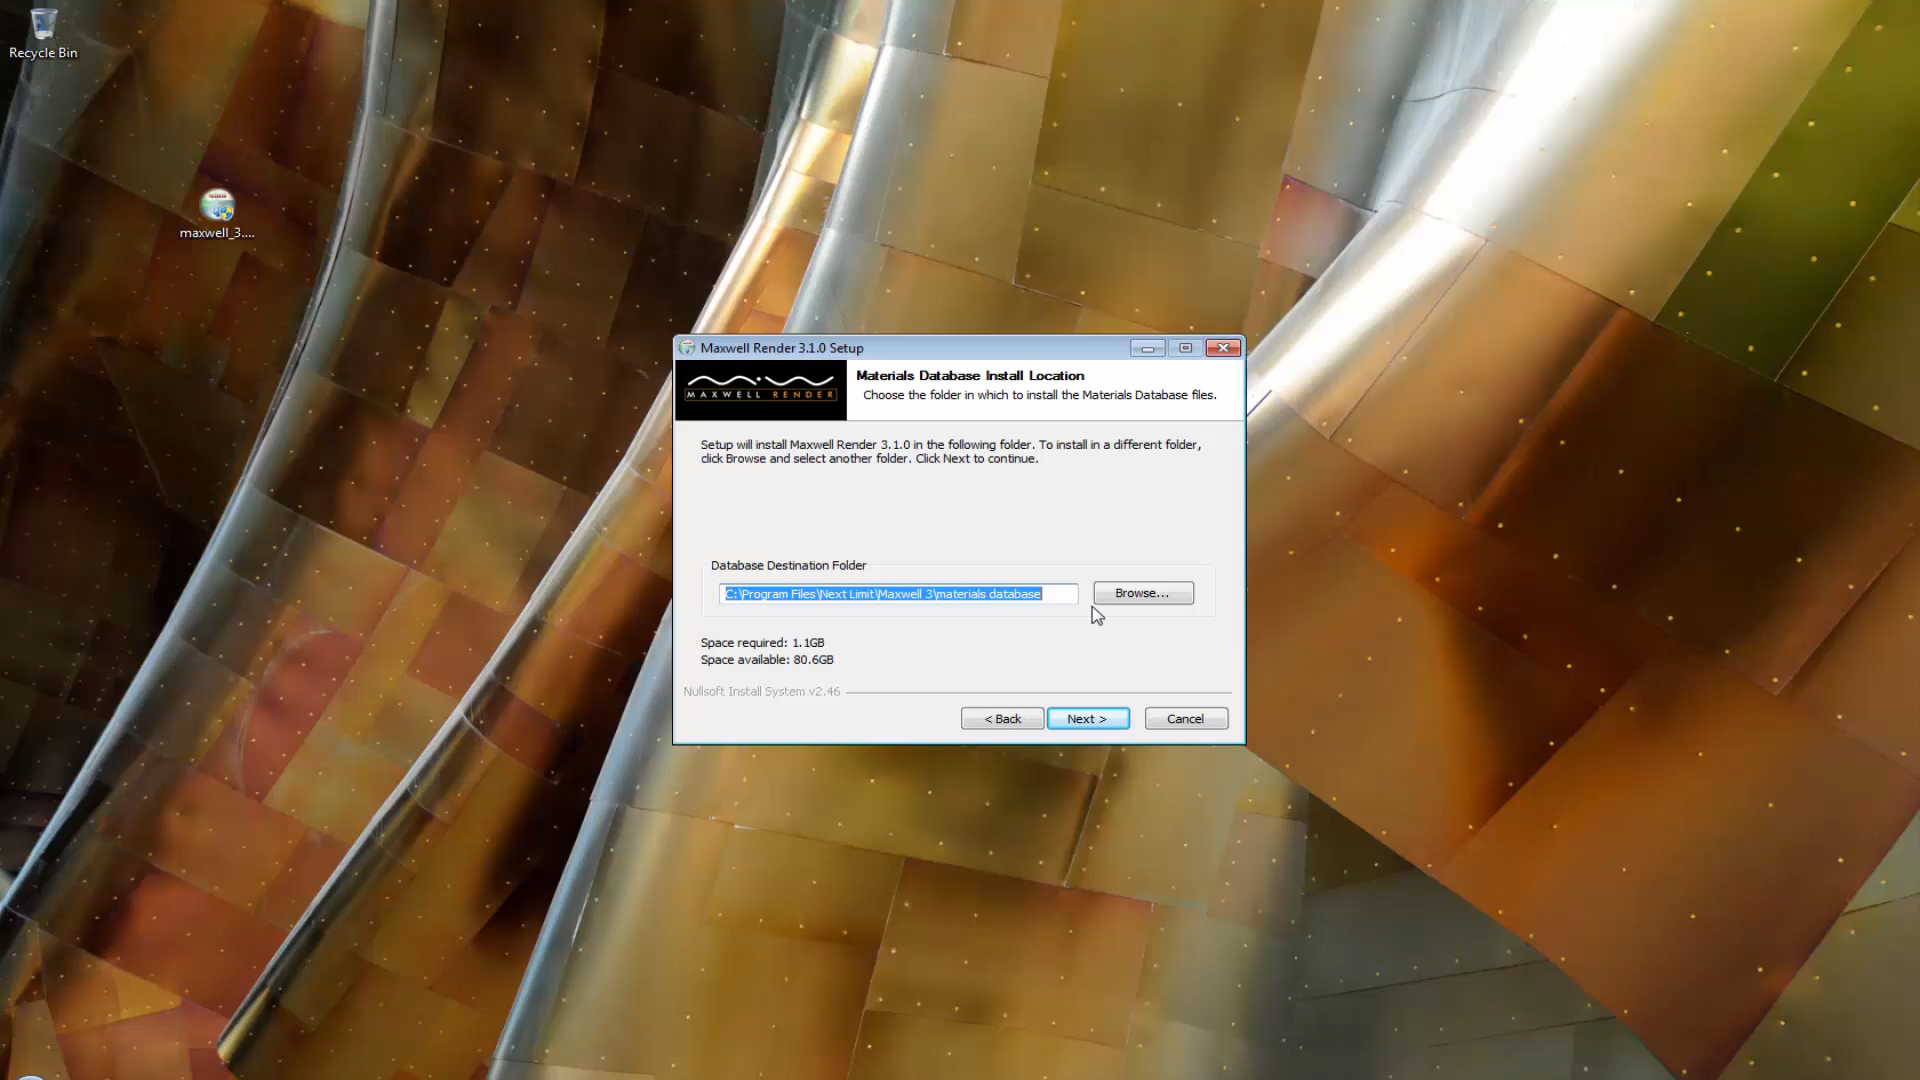 Recycle Bin
maxwell_3....
Maxwell Render 3.1.0 Setup
MAXWELL RENDER
Materials Database Install Location
Choose the folder in which to install the Materials Database files.
Setup will install Maxwell Render 3.1.0 in the following folder. To install in a different folder,
click Browse and select another folder. Click Next to continue.
Database Destination Folder
C:\Program Files\Next Limit\Maxwell 3\materials database
Browse...
Space required: 1.1GB
Space available: 80.6GB
Nullsoft Install System v2.46
< Back
Next >
Cancel